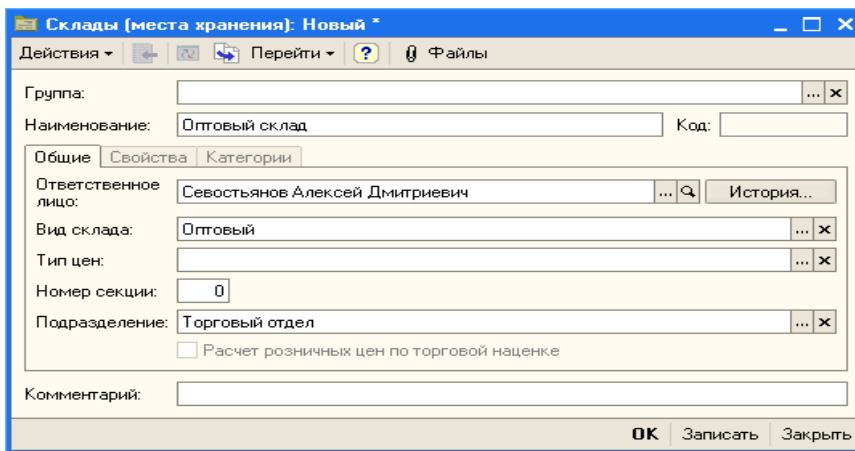 Склады (места хранения): Новый *
Действия Перейти ? Файлы
Группа: ... x
Наименование: Оптовый склад Код:
Общие Свойства Категории
Ответственное
лицо: Севостьянов Алексей Дмитриевич ... История...
Вид склада: Оптовый ... x
Тип цен: ... x
Номер секции: 0
Подразделение: Торговый отдел ... x
Расчет розничных цен по торговой наценке
Комментарий:
OK Записать Закрыть